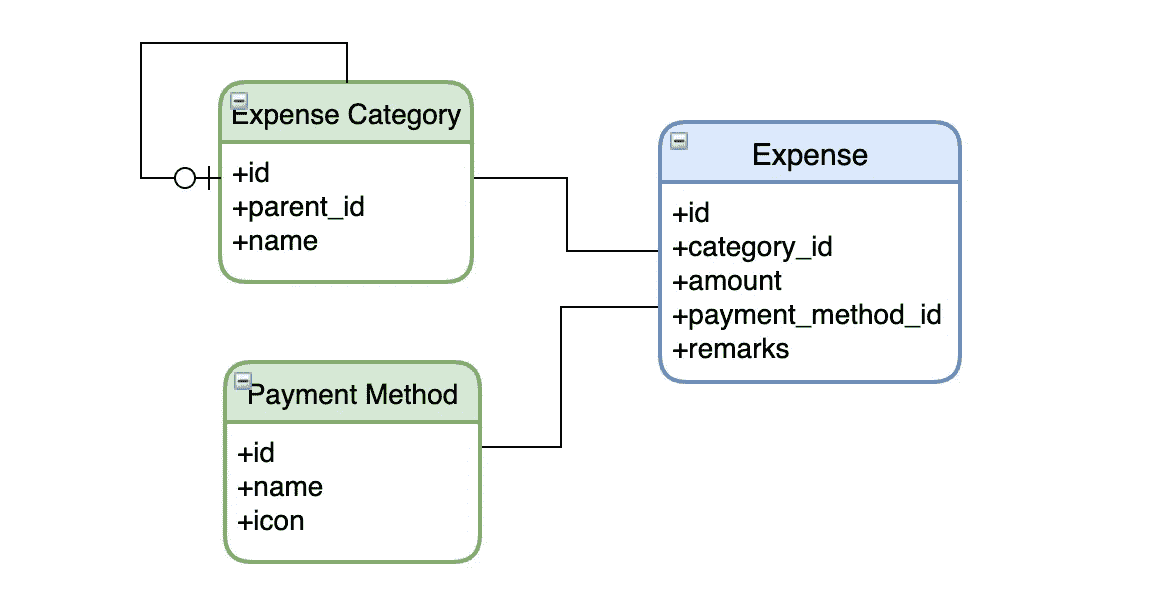 Expense Category
+id
+parent_id
+name
Expense
+id
+category_id
+amount
+payment_method_id
+remarks
Payment Method
+id
+name
+icon